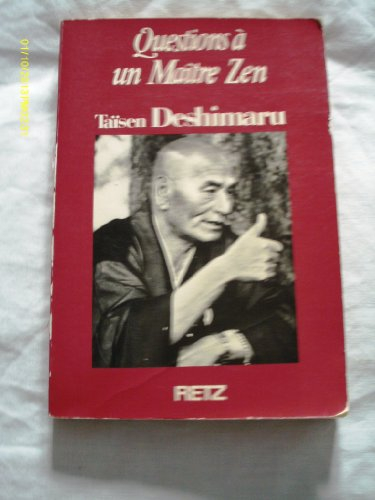 Questions à
un Maître Zen
Taïsen Deshimaru
RETZ